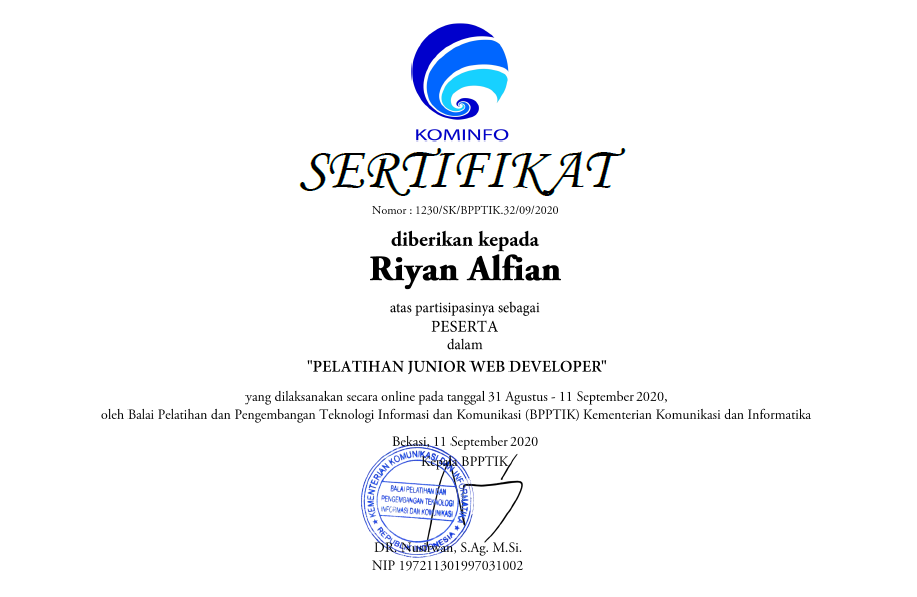 KOMINFO
SERTIFIKAT
Nomor : 1230/SK/BPPTIK.32/09/2020
diberikan kepada
Riyan Alfian
atas partisipasinya sebagai
PESERTA
dalam
"PELATIHAN JUNIOR WEB DEVELOPER"
yang dilaksanakan secara online pada tanggal 31 Agustus - 11 September 2020,
oleh Balai Pelatihan dan Pengembangan Teknologi Informasi dan Komunikasi (BPPTIK) Kementerian Komunikasi dan Informatika
Bekasi, 11 September 2020
Kepala BPPTIK
KEMENTERIAN KOMUNIKASI DAN INFORMATIKA
BALAI PELATIHAN DAN
PENGEMBANGAN TEKNOLOGI
INFORMASI DAN KOMUNIKASI
REPUBLIK INDONESIA
DR. Nusirwan, S.Ag. M.Si.
NIP 197211301997031002